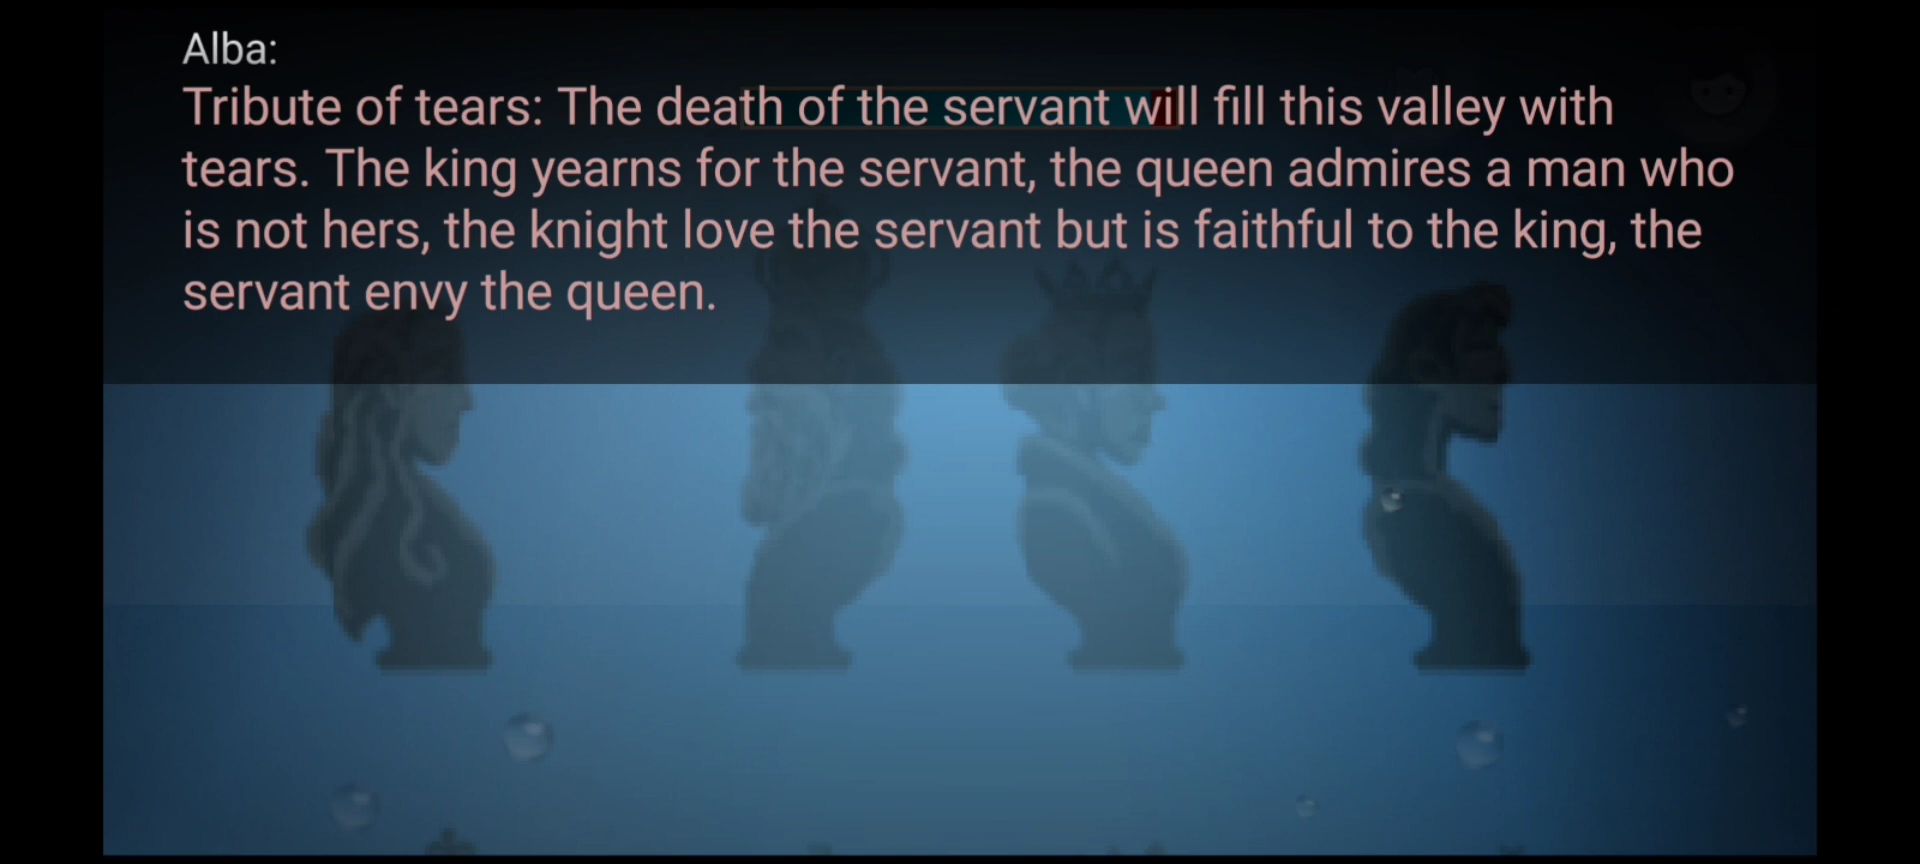 Alba:
Tribute of tears: The death of the servant will fill this valley with
tears. The king yearns for the servant, the queen admires a man who
is not hers, the knight love the servant but is faithful to the king, the
servant envy the queen.